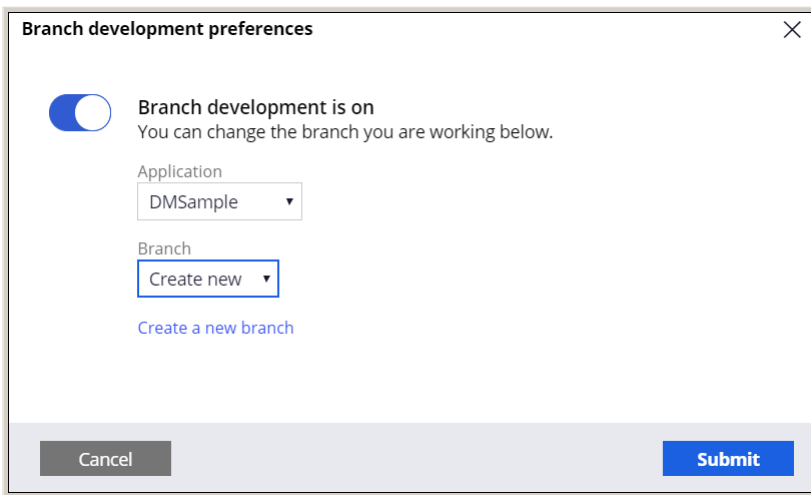 Branch development preferences
Branch development is on
You can change the branch you are working below.
Application
DMSample
Branch
Create new
Create a new branch
Cancel
Submit